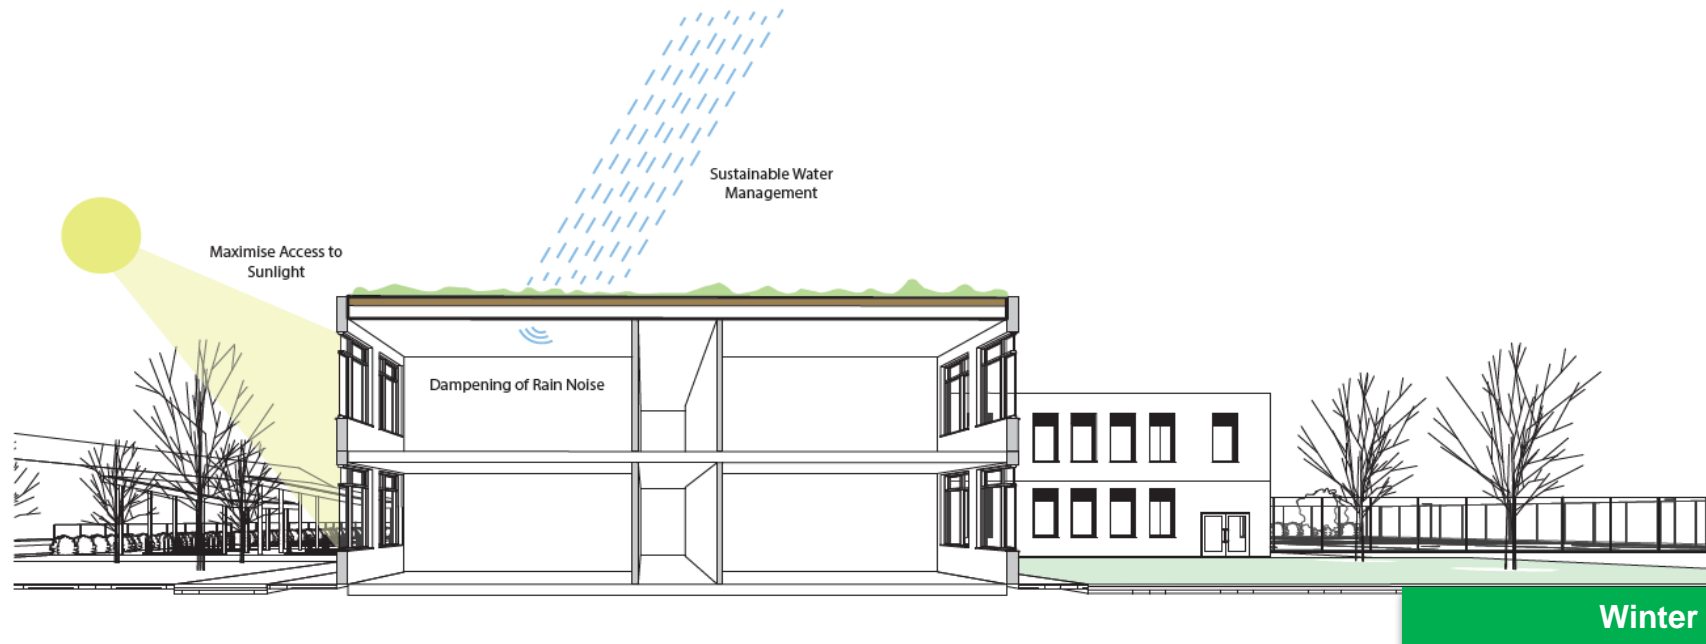 Sustainable Water
Management
Maximise Access to
Sunlight
Dampening of Rain Noise
Winter